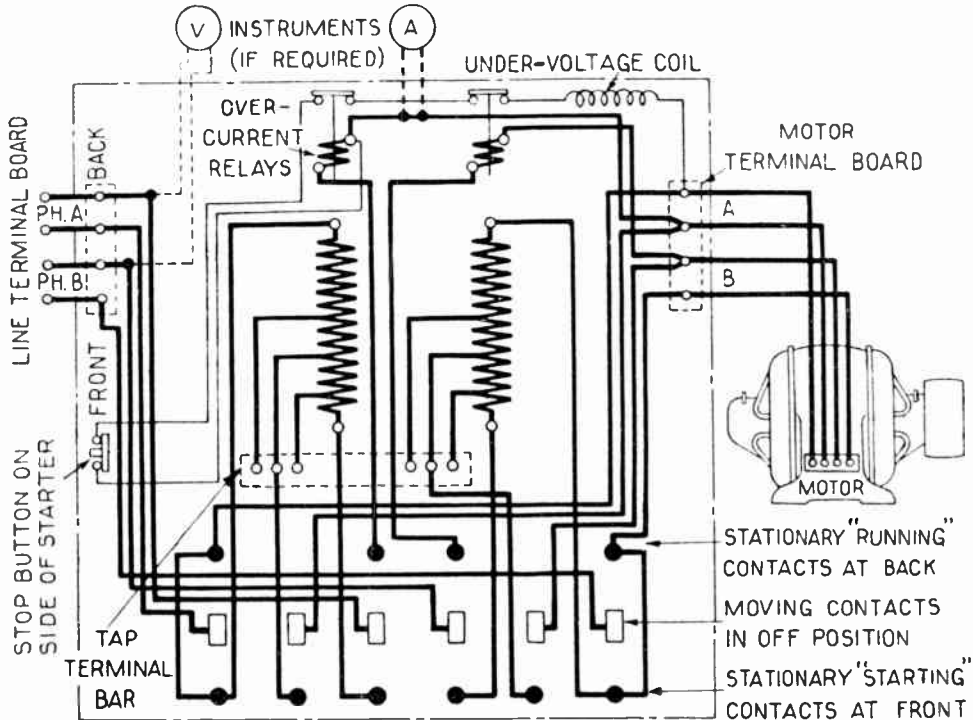 V
INSTRUMENTS
(IF REQUIRED)
A
UNDER-VOLTAGE COIL
OVER-
CURRENT
RELAYS
MOTOR
TERMINAL BOARD
LINE TERMINAL BOARD
BACK
PH.A
PH.B
A
B
FRONT
STOP BUTTON ON
SIDE OF STARTER
MOTOR
TAP
TERMINAL
BAR
STATIONARY "RUNNING"
CONTACTS AT BACK
MOVING CONTACTS
IN OFF POSITION
STATIONARY "STARTING"
CONTACTS AT FRONT